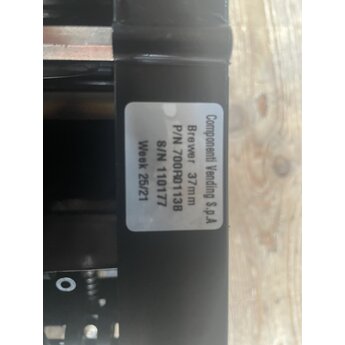 Componenti Vending S.p.A
Brewer 37mm
P/N 700R01138
S/N 110177
Week 25/21